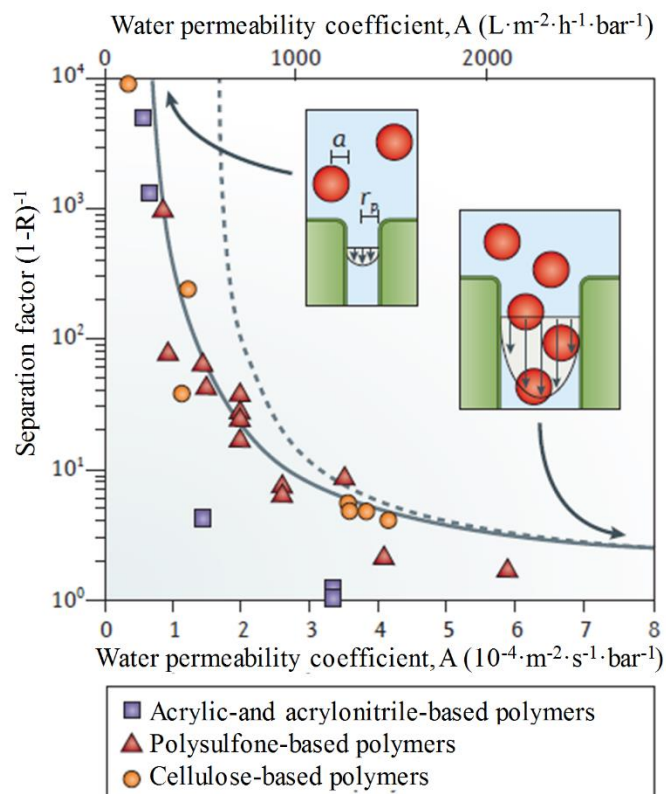 Water permeability coefficient, A (L·m⁻²·h⁻¹·bar⁻¹)
0 1000 2000
10⁴
10³
10²
10¹
10⁰
Separation factor (1-R)⁻¹
a
rₚ
0 1 2 3 4 5 6 7 8
Water permeability coefficient, A (10⁻⁴·m⁻²·s⁻¹·bar⁻¹)
Acrylic-and acrylonitrile-based polymers
Polysulfone-based polymers
Cellulose-based polymers